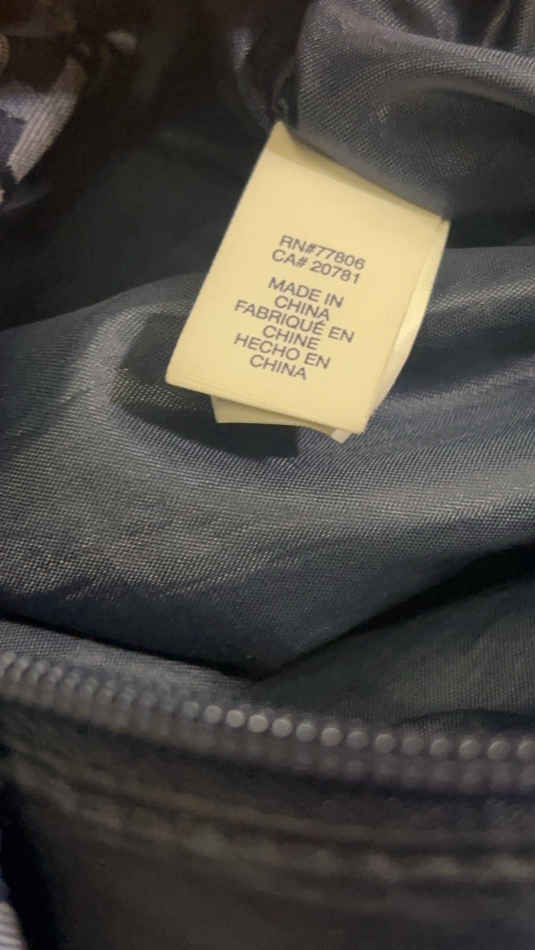 RN#77806
CA# 20781
MADE IN
CHINA
FABRIQUÉ EN
CHINE
HECHO EN
CHINA